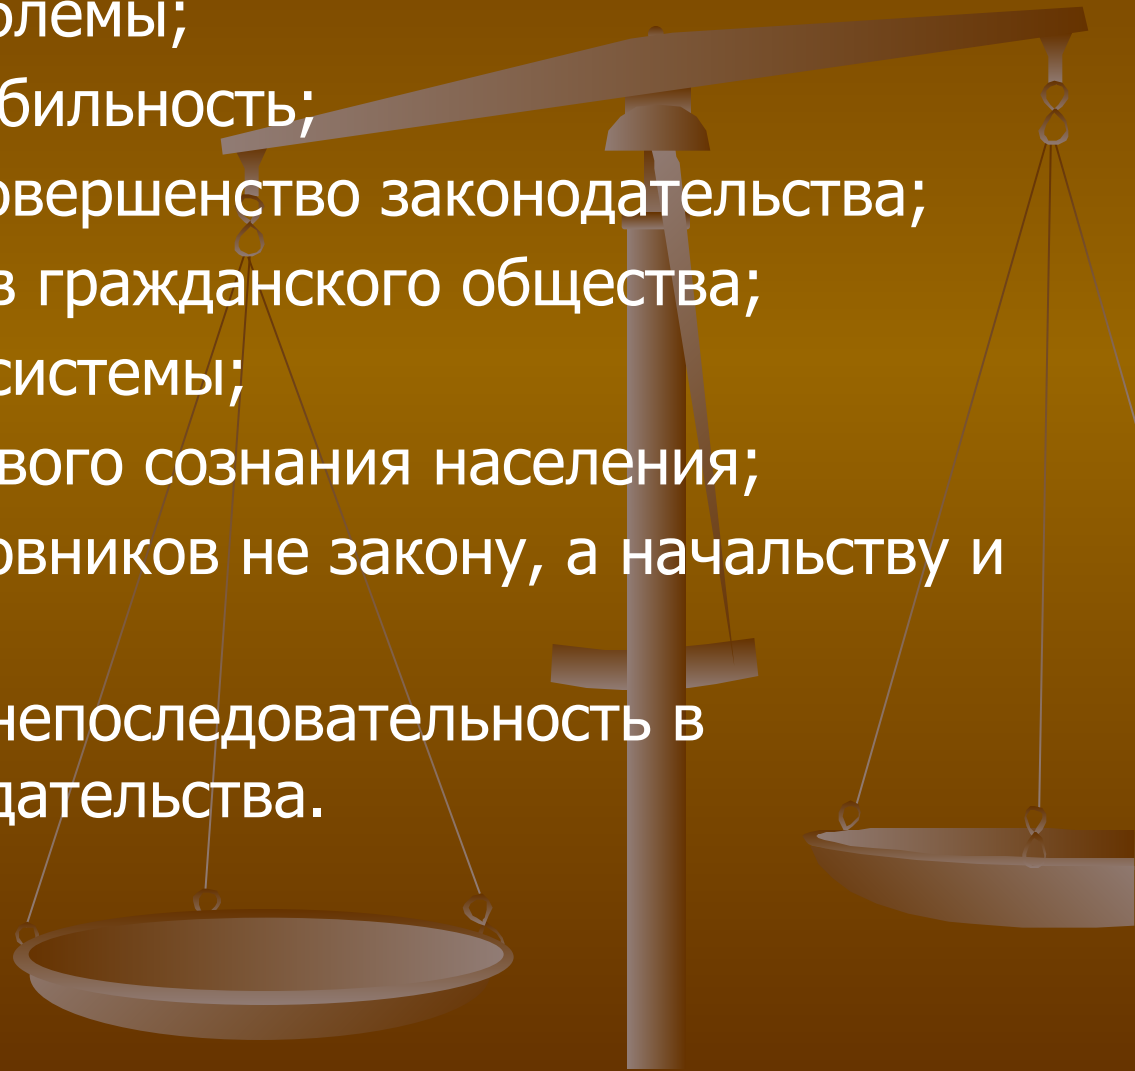 олемы;
бильность;
овершенство законодательства;
в гражданского общества;
системы;
вого сознания населения;
овников не закону, а начальству и
непоследовательность в
дательства.